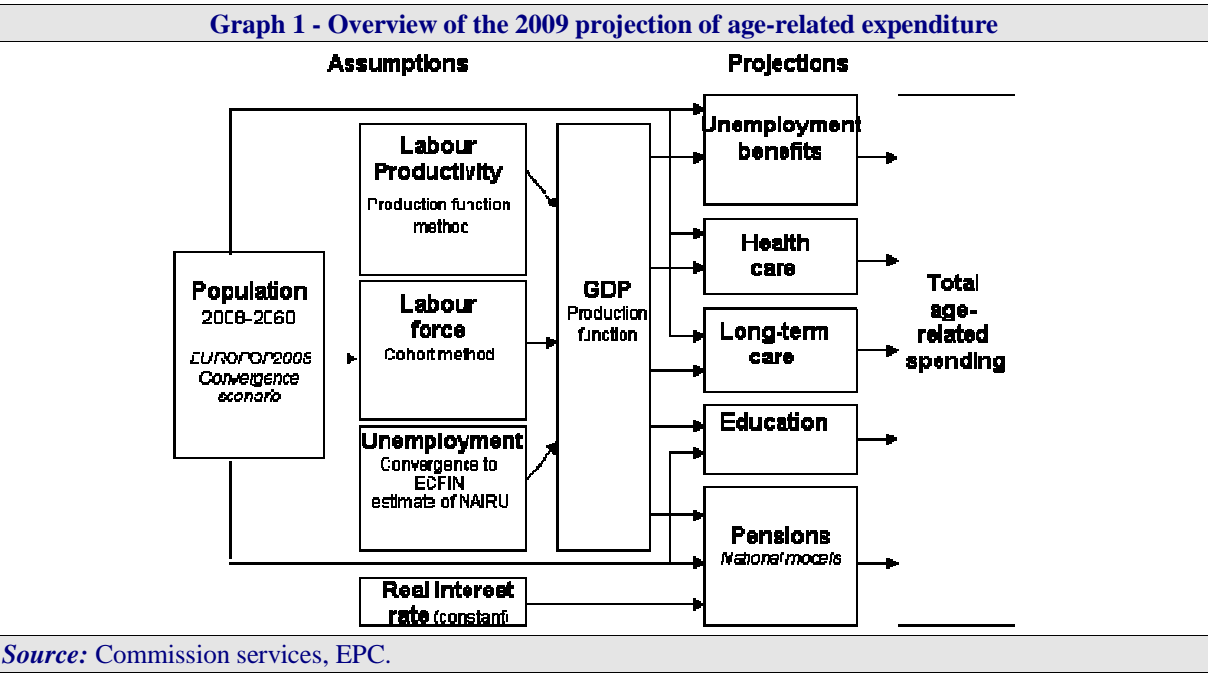 Graph 1 - Overview of the 2009 projection of age-related expenditure
Assumptions
Projections
Population
2008-2060
EUROPOP2008
Convergence
scenario
Labour
Productivity
Production function
method
Labour
force
Cohort method
Unemployment
Convergence to
ECFIN
estimate of NAIRU
Real Interest
rate (constant)
GDP
Production
function
Unemployment
benefits
Health
care
Long-term
care
Education
Pensions
National models
Total
age-
related
spending
Source: Commission services, EPC.